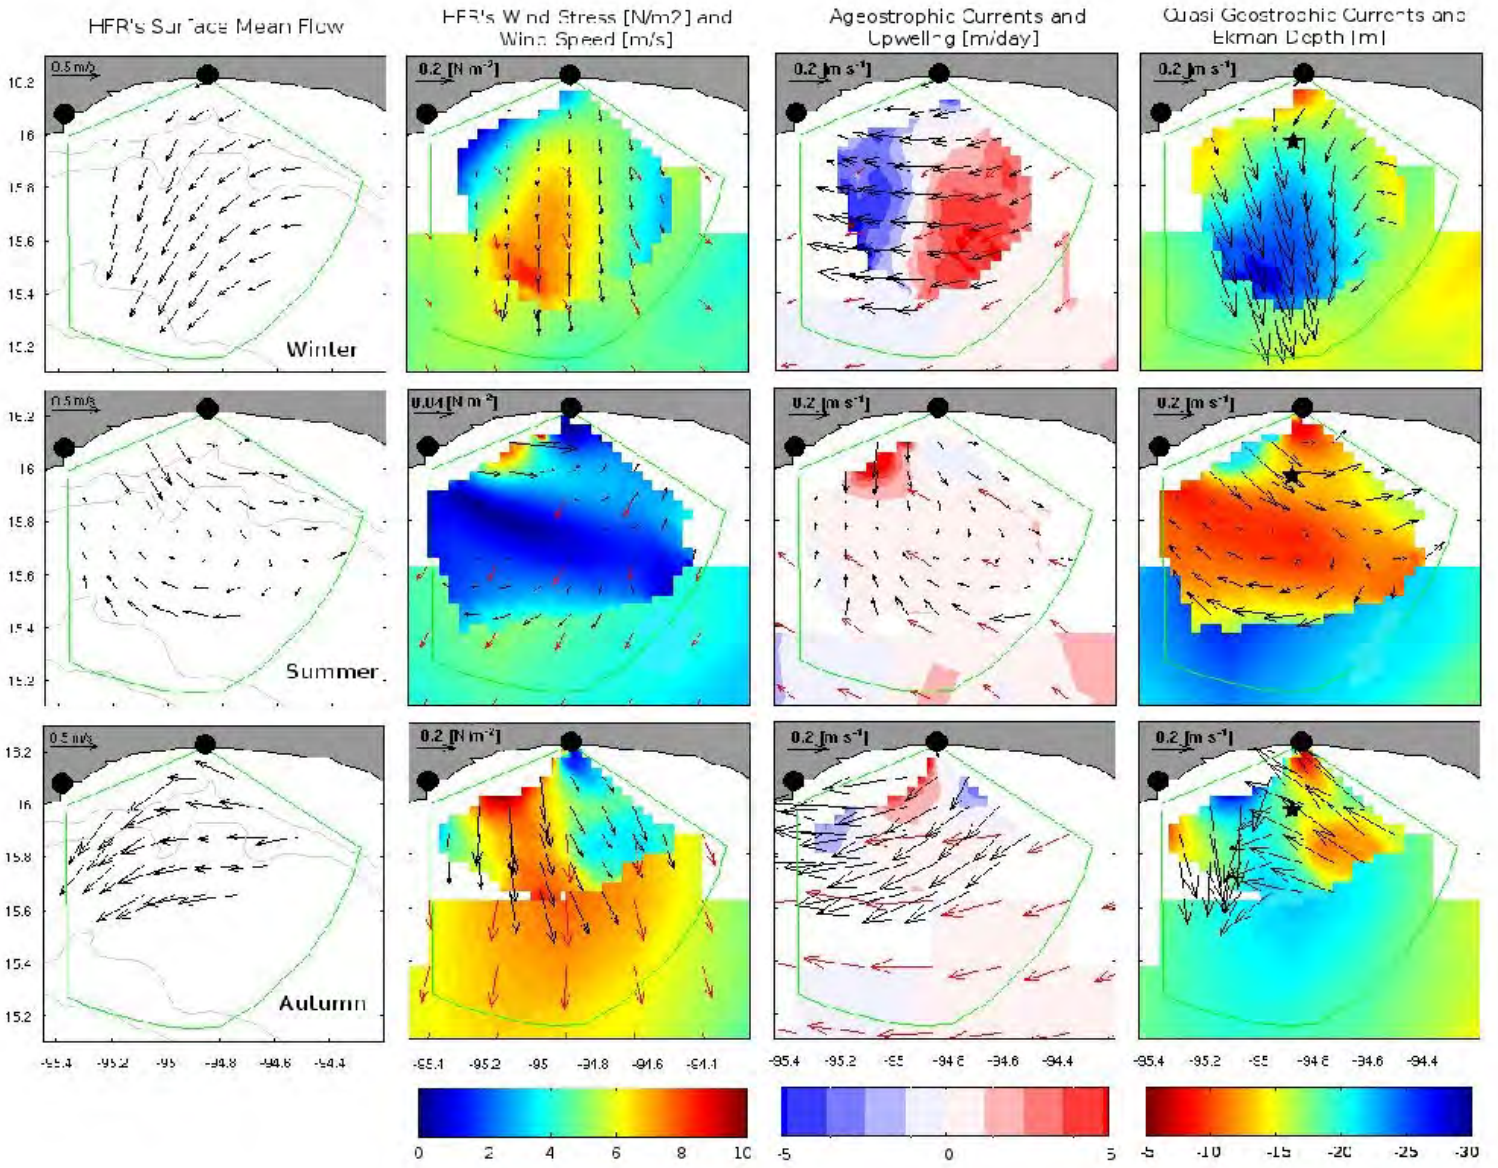 HFR's Surface Mean Flow
HFR's Wind Stress [N/m2] and
Wind Speed [m/s]
Ageostrophic Currents and
Upwelling [m/day]
Quasi Geostrophic Currents and
Ekman Depth [m]
0.5 m/s
0.2 [N m-2]
0.2 [m s-1]
0.2 [m s-1]
16.2
16
15.8
15.6
15.4
15.2
Winter
0.5 m/s
0.04 [N m-2]
0.2 [m s-1]
0.2 [m s-1]
16.2
16
15.8
15.6
15.4
15.2
Summer
0.5 m/s
0.2 [N m-2]
0.2 [m s-1]
0.2 [m s-1]
16.2
16
15.8
15.6
15.4
15.2
Autumn
-95.4 -95.2 -95 -94.8 -94.6 -94.4
-95.4 -95.2 -95 -94.8 -94.6 -94.4
-95.4 -95.2 -95 -94.8 -94.6 -94.4
-95.4 -95.2 -95 -94.8 -94.6 -94.4
0 2 4 6 8 10
-5 0 5
-5 -10 -15 -20 -25 -30